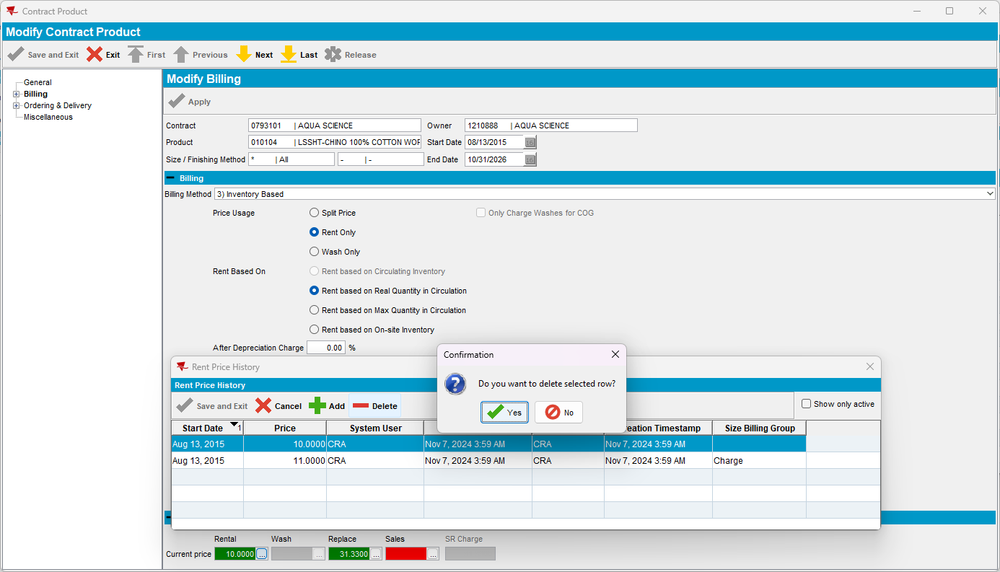 Contract Product
Modify Contract Product
Save and Exit Exit First Previous Next Last Release
General
Billing
Ordering & Delivery
Miscellaneous
Modify Billing
Apply
Contract 0793101 | AQUA SCIENCE Owner 1210888 | AQUA SCIENCE
Product 010104 | LSSHT-CHINO 100% COTTON WOR Start Date 08/13/2015 16
Size / Finishing Method * | All - | - End Date 10/31/2026 16
Billing
Billing Method 3) Inventory Based
Price Usage Split Price Only Charge Washes for COG
Rent Only
Wash Only
Rent Based On Rent based on Circulating Inventory
Rent based on Real Quantity in Circulation
Rent based on Max Quantity in Circulation
Rent based on On-site Inventory
After Depreciation Charge 0.00 %
Confirmation
Do you want to delete selected row?
Yes No
Rent Price History
Rent Price History
Save and Exit Cancel Add Delete Show only active
Start Date 1 Price System User eation Timestamp Size Billing Group
Aug 13, 2015 10.0000 CRA Nov 7, 2024 3:59 AM CRA Nov 7, 2024 3:59 AM
Aug 13, 2015 11.0000 CRA Nov 7, 2024 3:59 AM CRA Nov 7, 2024 3:59 AM Charge
Rental Wash Replace Sales SR Charge
Current price 10.0000 ... ... 31.3300 ... ...